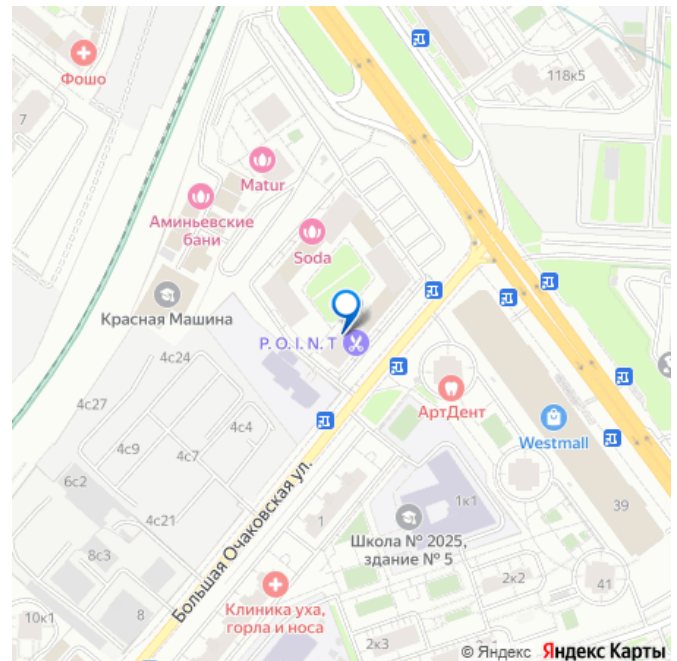 Фошо
7
118к5
Matur
Аминьевские
бани
Soda
Красная Машина
P.O.I.N.T
4с24
4с27
4с4
4с9
4с7
6с2
4с21
8с3
8
10к1
Большая Очаковская ул.
АртДент
Westmall
39
1к1
1
Школа № 2025,
здание № 5
2к2
41
Клиника уха,
горла и носа
2к3
© Яндекс Яндекс Карты